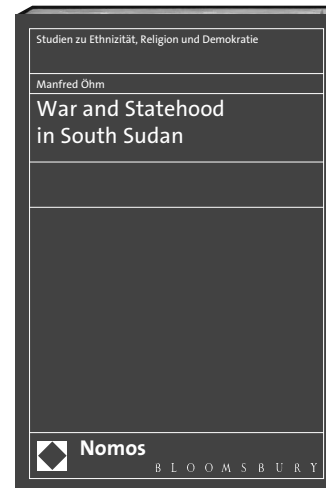 Studien zu Ethnizität, Religion und Demokratie
Manfred Öhm
War and Statehood
in South Sudan
Nomos
BLOOMSBURY